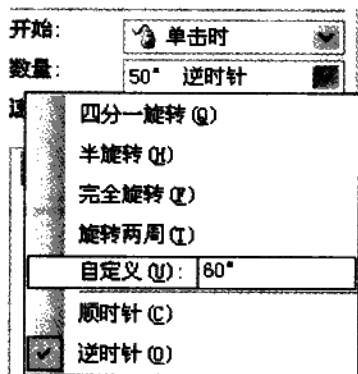 开始: 单击时
数量: 50° 逆时针
速
四分一旋转(Q)
半旋转(H)
完全旋转(F)
旋转两周(T)
自定义(U): 60°
顺时针(C)
逆时针(O)